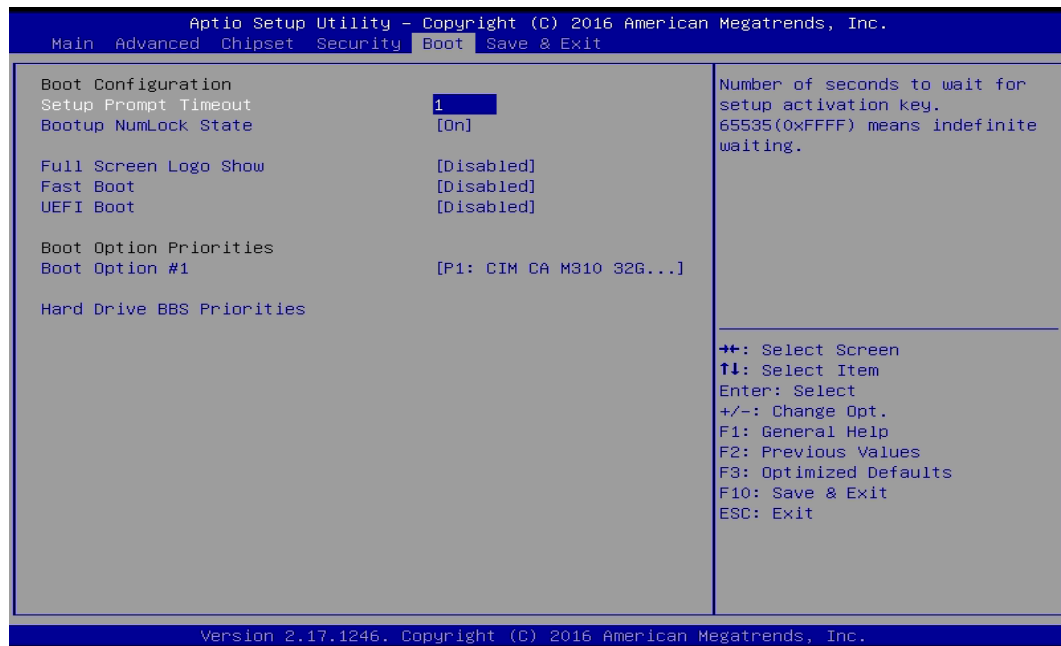 Aptio Setup Utility – Copyright (C) 2016 American Megatrends, Inc.
Main Advanced Chipset Security Boot Save & Exit
Boot Configuration
Setup Prompt Timeout 1
Bootup NumLock State [On]
Full Screen Logo Show [Disabled]
Fast Boot [Disabled]
UEFI Boot [Disabled]
Boot Option Priorities
Boot Option #1 [P1: CIM CA M310 32G...]
Hard Drive BBS Priorities
Number of seconds to wait for
setup activation key.
65535(0xFFFF) means indefinite
waiting.
→←: Select Screen
↑↓: Select Item
Enter: Select
+/-: Change Opt.
F1: General Help
F2: Previous Values
F3: Optimized Defaults
F10: Save & Exit
ESC: Exit
Version 2.17.1246. Copyright (C) 2016 American Megatrends, Inc.